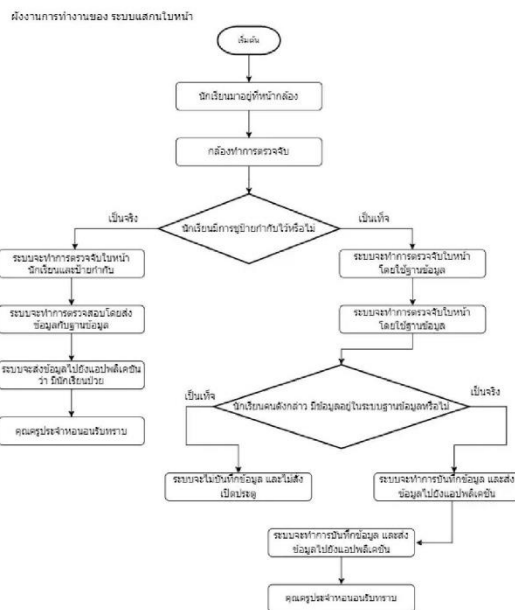 ผังงานการทำงานของ ระบบแสกนใบหน้า
เริ่มต้น
นักเรียนมาอยู่ที่หน้ากล้อง
กล้องทำการตรวจจับ
นักเรียนมีการชูป้ายกำกับไว้หรือไม่
เป็นจริง
เป็นเท็จ
ระบบจะทำการตรวจจับใบหน้า
นักเรียนและป้ายกำกับ
ระบบจะทำการตรวจจับใบหน้า
โดยใช้ฐานข้อมูล
ระบบจะทำการตรวจสอบโดยส่ง
ข้อมูลกับฐานข้อมูล
ระบบจะทำการตรวจจับใบหน้า
โดยใช้ฐานข้อมูล
ระบบจะส่งข้อมูลไปยังแอปพลิเคชัน
ว่า มีนักเรียนป่วย
คุณครูประจำหอนอนรับทราบ
เป็นเท็จ
นักเรียนคนดังกล่าว มีข้อมูลอยู่ในระบบฐานข้อมูลหรือไม่
เป็นจริง
ระบบจะไม่บันทึกข้อมูล และไม่สั่ง
เปิดประตู
ระบบจะทำการบันทึกข้อมูล และส่ง
ข้อมูลไปยังแอปพลิเคชัน
ระบบจะทำการบันทึกข้อมูล และส่ง
ข้อมูลไปยังแอปพลิเคชัน
คุณครูประจำหอนอนรับทราบ